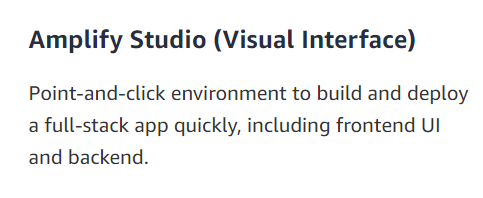 Amplify Studio (Visual Interface)
Point-and-click environment to build and deploy
a full-stack app quickly, including frontend UI
and backend.